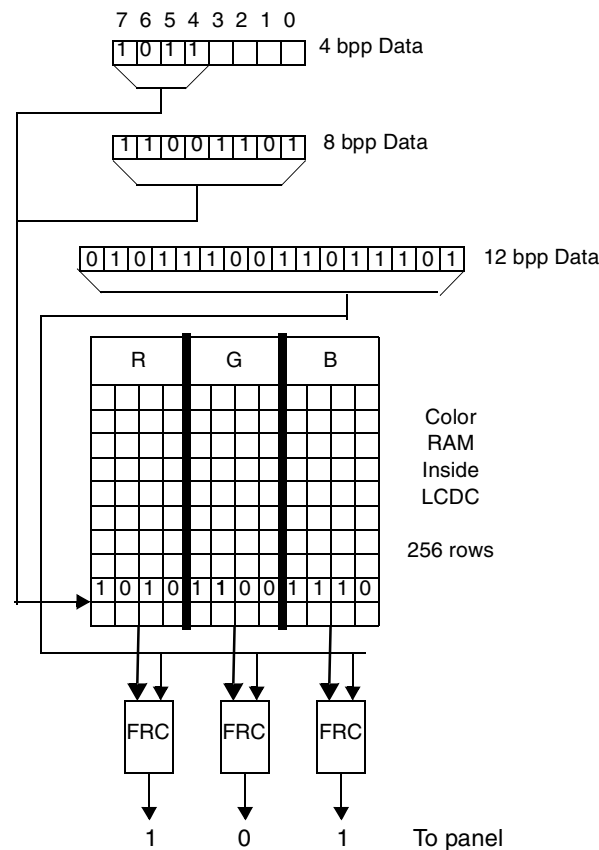 7 6 5 4 3 2 1 0
1 0 1 1 4 bpp Data
1 1 0 0 1 1 0 1 8 bpp Data
0 1 0 1 1 1 0 0 1 1 0 1 1 1 0 1 12 bpp Data
R G B
Color
RAM
Inside
LCDC
256 rows
1 0 1 0 1 1 0 0 1 1 1 0
FRC FRC FRC
1 0 1 To panel